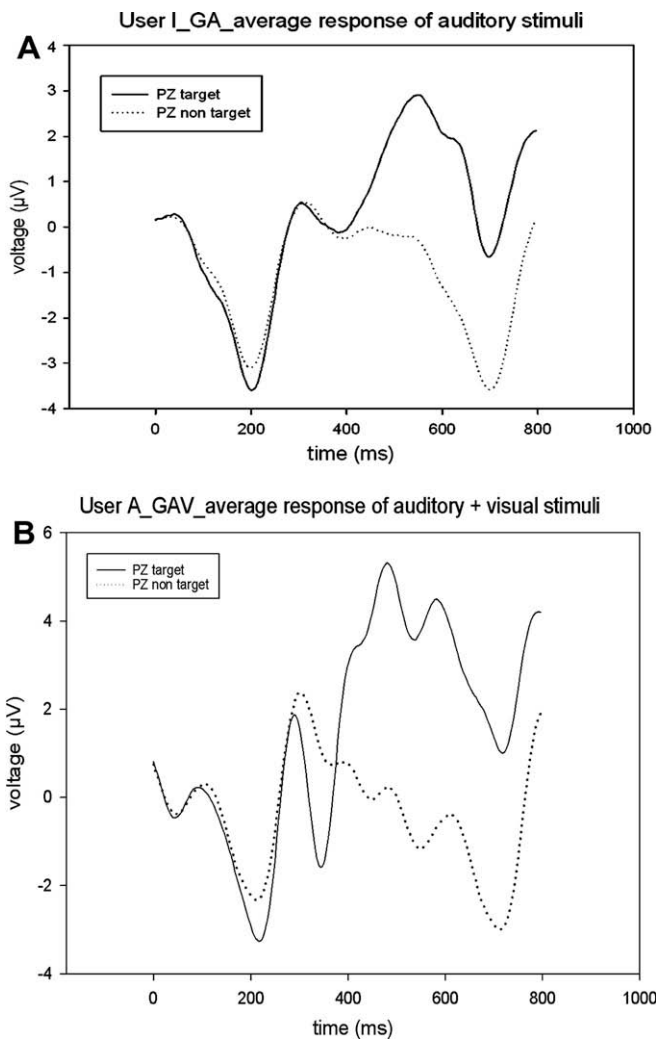 User I_GA_average response of auditory stimuli
A
4
PZ target
3
PZ non target
2
1
voltage (µV)
0
-1
-2
-3
-4
0 200 400 600 800 1000
time (ms)
User A_GAV_average response of auditory + visual stimuli
B
6
PZ target
PZ non target
4
2
voltage (µV)
0
-2
-4
0 200 400 600 800 1000
time (ms)